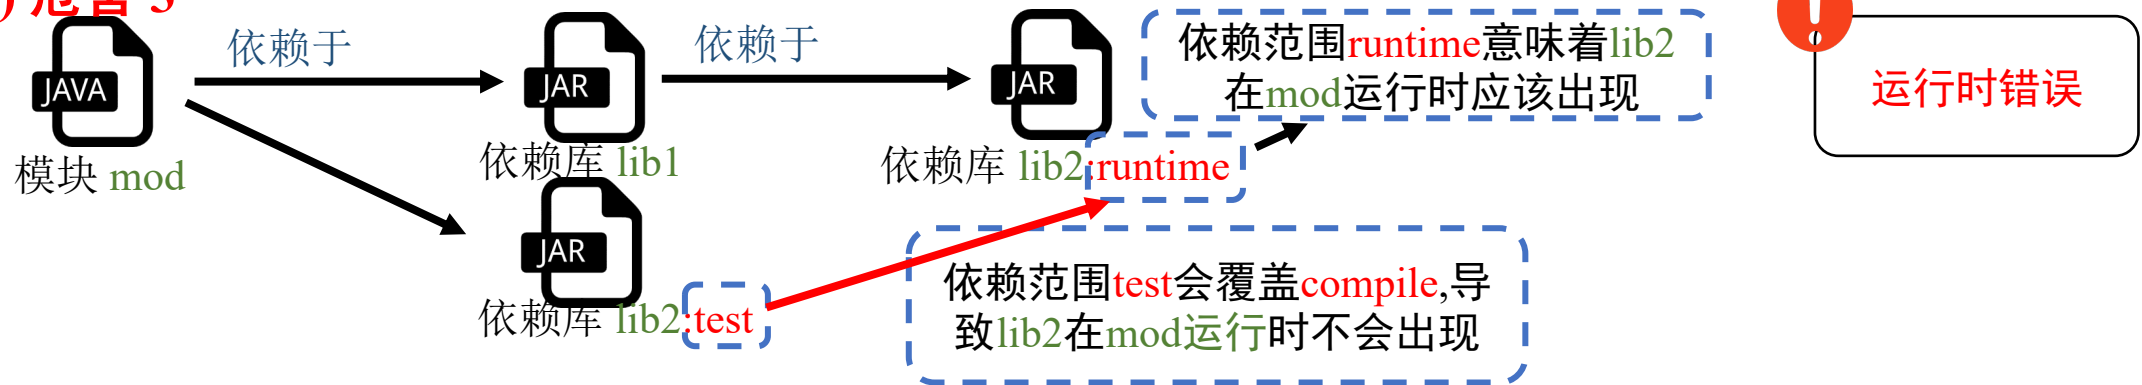 ) 危害 3
依赖于
依赖于
JAVA
JAR
JAR
依赖范围runtime意味着lib2
在mod运行时应该出现
!
运行时错误
模块 mod
依赖库 lib1
依赖库 lib2:runtime
JAR
依赖库 lib2:test
依赖范围test会覆盖compile,导
致lib2在mod运行时不会出现